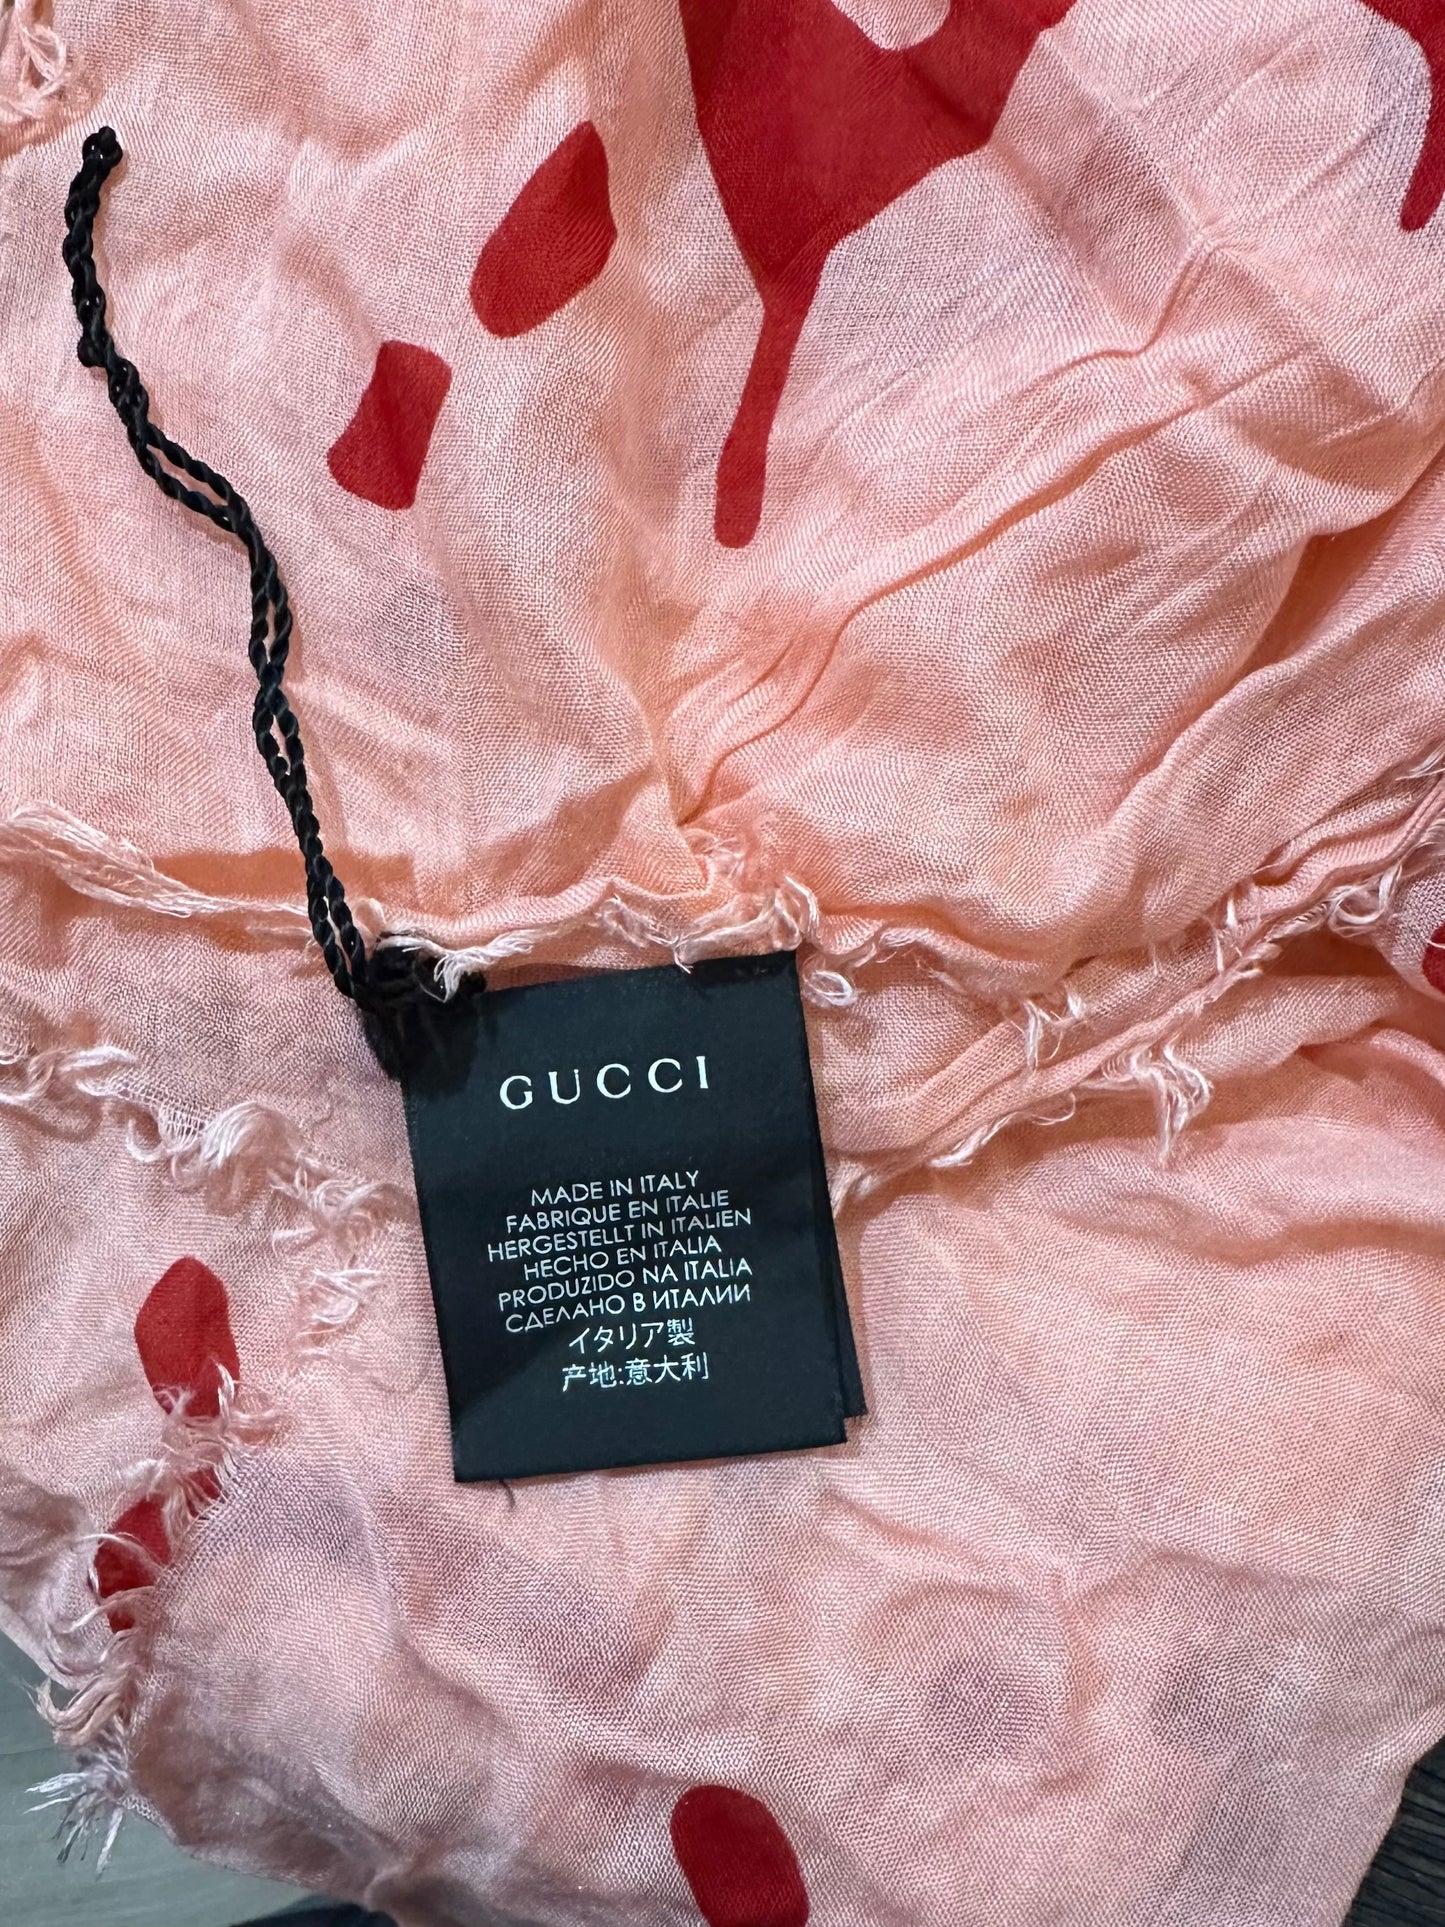 GUCCI
MADE IN ITALY
FABRIQUE EN ITALIE
HERGESTELLT IN ITALIEN
HECHO EN ITALIA
PRODUZIDO NA ITALIA
СДЕЛАНО В ИТАЛИИ
イタリア製
产地:意大利